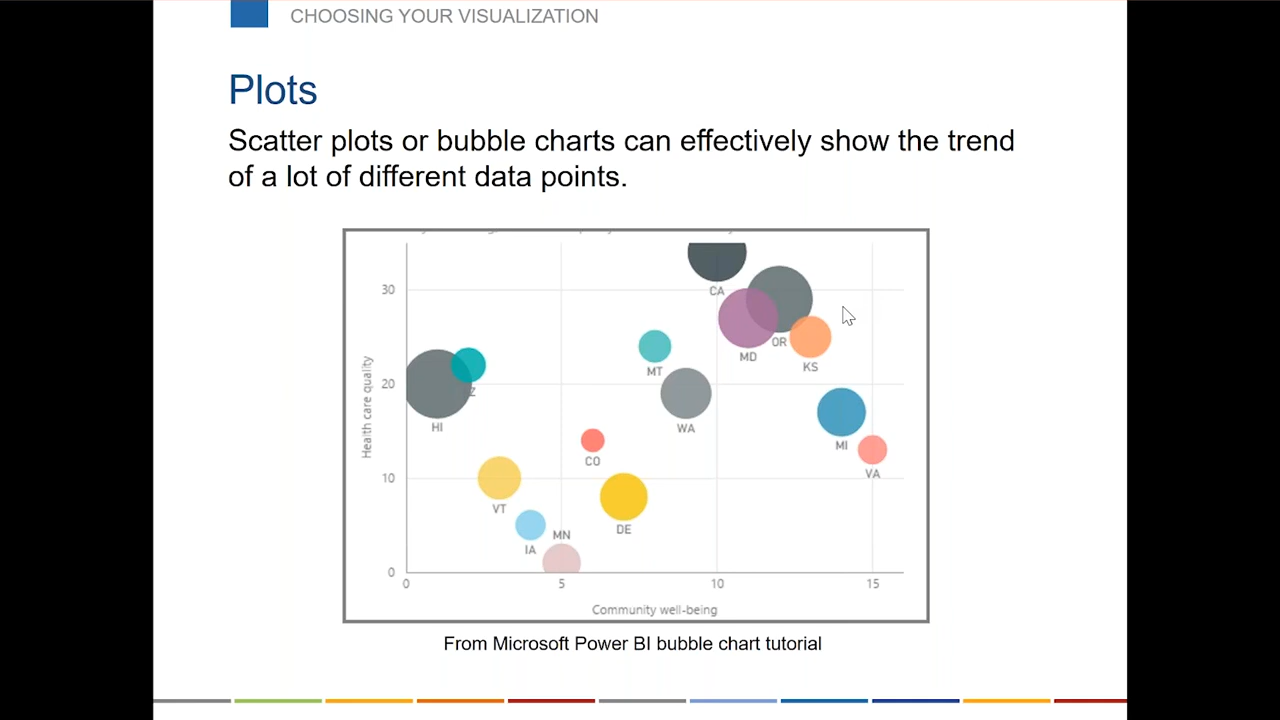 CHOOSING YOUR VISUALIZATION
Plots
Scatter plots or bubble charts can effectively show the trend
of a lot of different data points.
30
CA
OR
MD
KS
MT
20
Z
HI
WA
MI
CO
VA
10
VT
DE
MN
IA
0
0 5 10 15
Health care quality
Community well-being
From Microsoft Power BI bubble chart tutorial